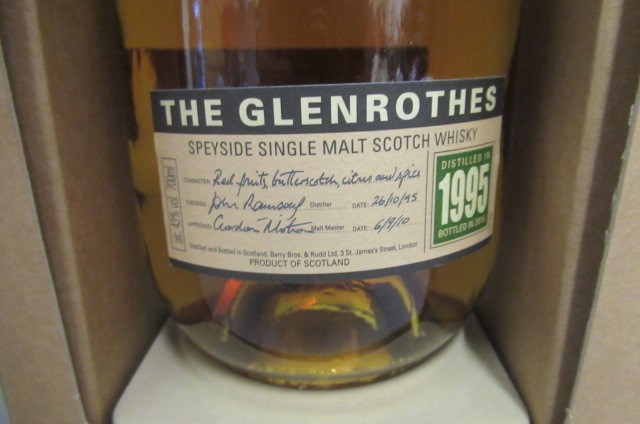 THE GLENROTHES
SPEYSIDE SINGLE MALT SCOTCH WHISKY
CHARACTER: Red fruits, butterscotch, citrus and spice
CHECKED: John Ramsay Distiller DATE: 26/10/95
APPROVED: Gordon Motion Malt Master DATE: 6/9/10
Distilled and Bottled in Scotland, Berry Bros. & Rudd Ltd, 3 St. James's Street, London
PRODUCT OF SCOTLAND
alc. 43% vol. 700ml
DISTILLED IN
1995
BOTTLED IN 2010